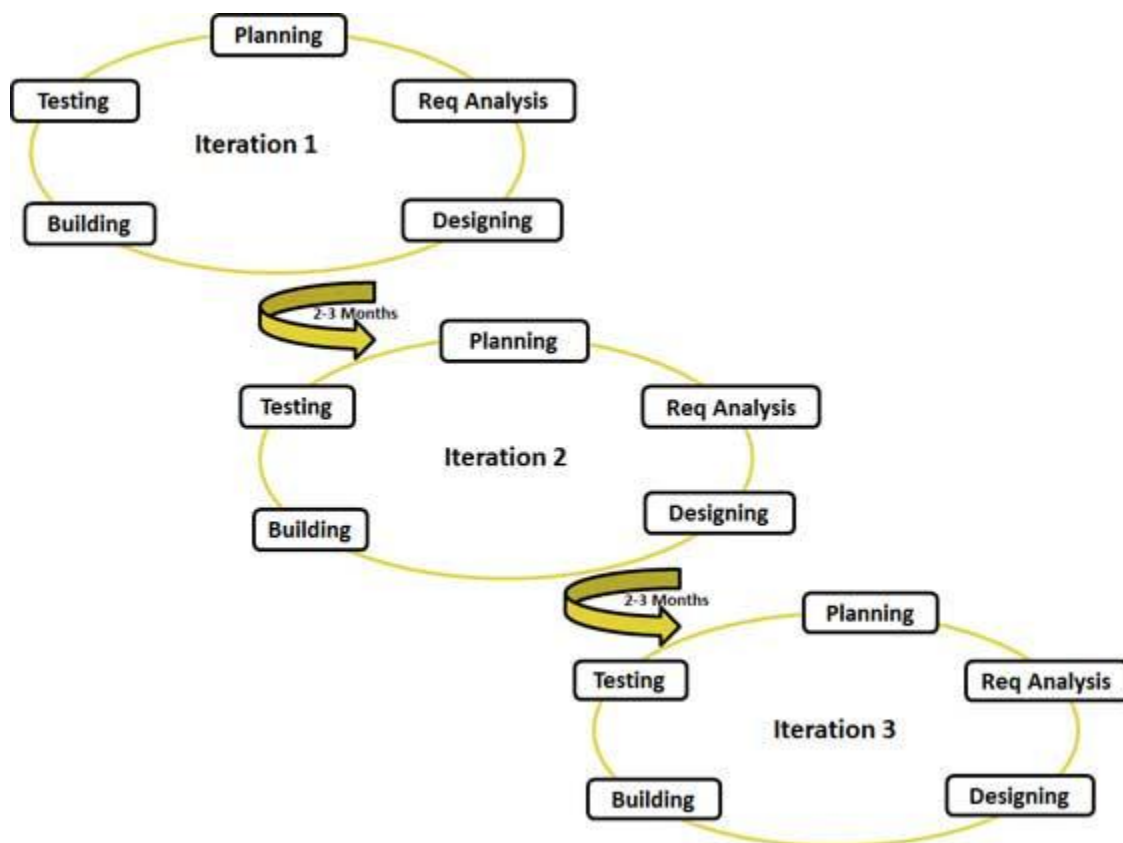 Planning
Testing
Req Analysis
Iteration 1
Building
Designing
2-3 Months
Planning
Testing
Req Analysis
Iteration 2
Building
Designing
2-3 Months
Planning
Testing
Req Analysis
Iteration 3
Building
Designing